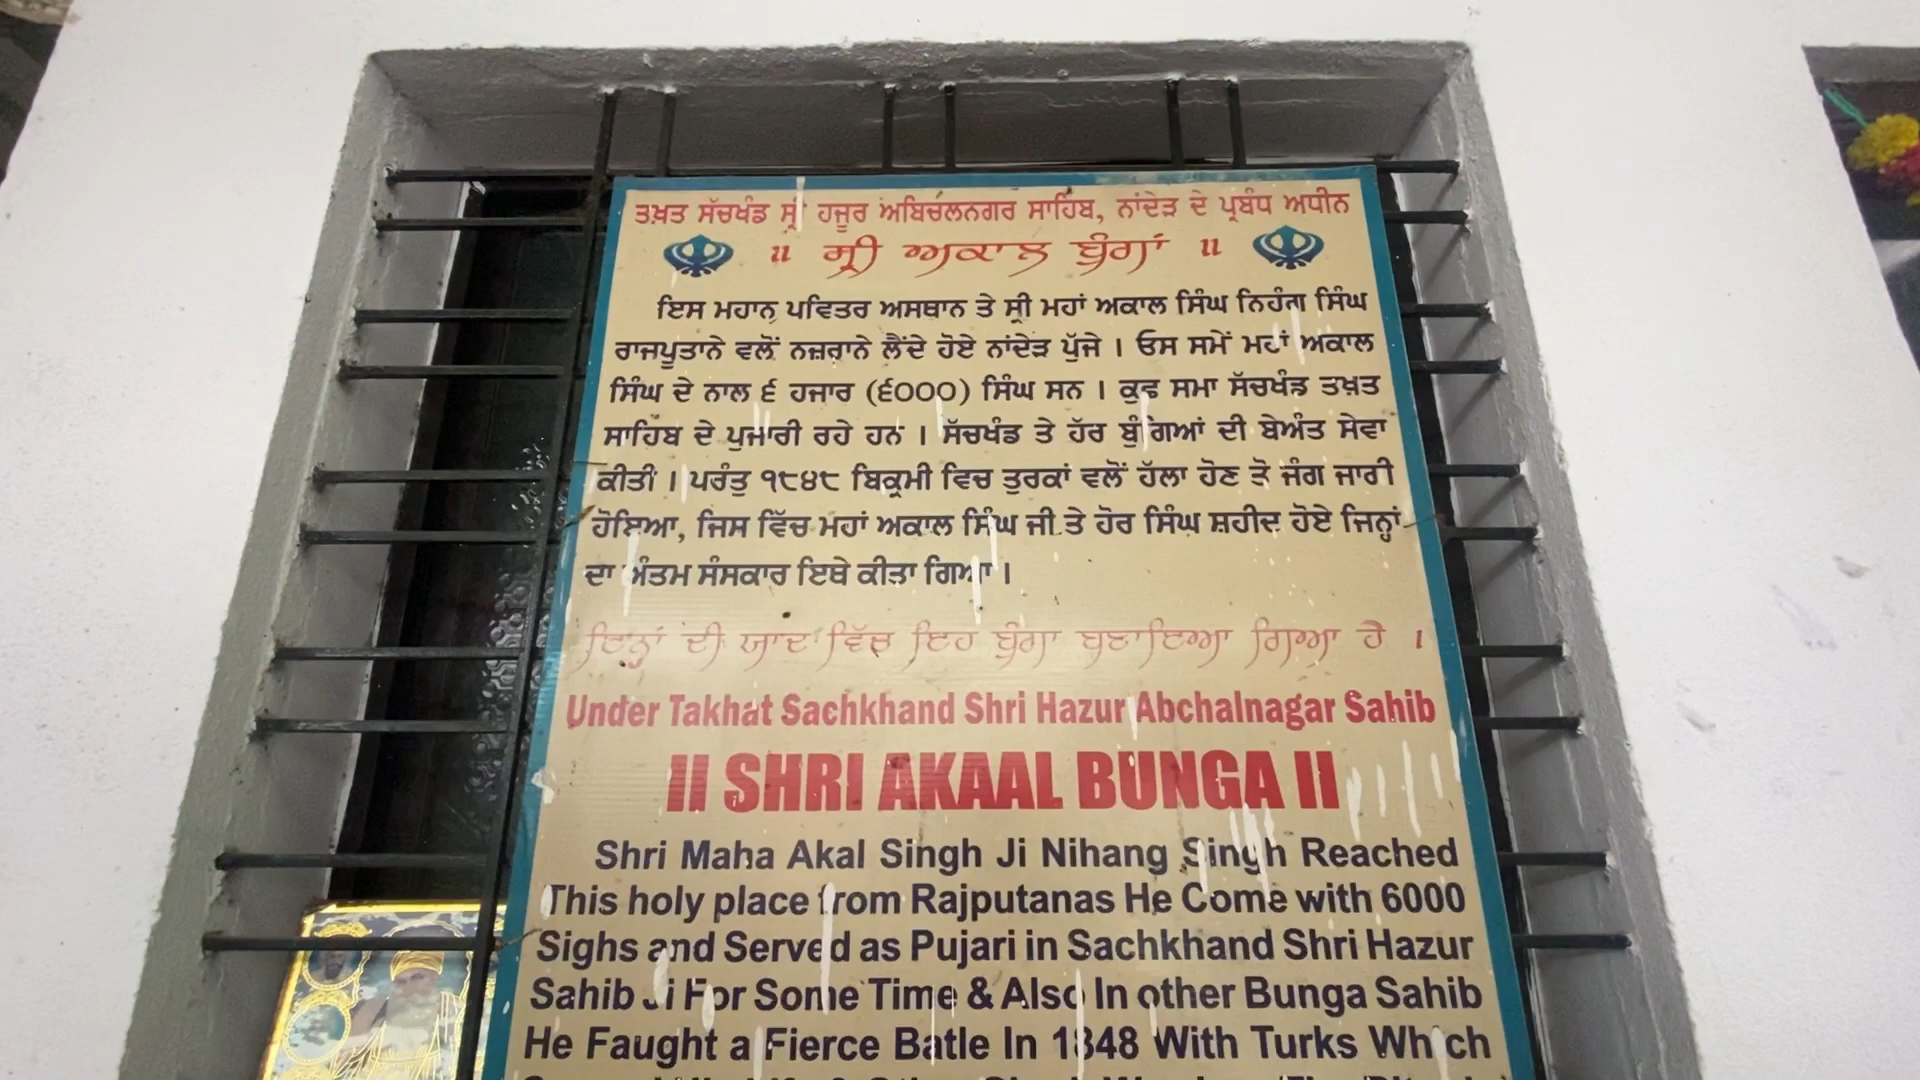 ਤਖ਼ਤ ਸੱਚਖੰਡ ਸ੍ਰੀ ਹਜੂਰ ਅਬਿਚਲਨਗਰ ਸਾਹਿਬ, ਨਾਂਦੇੜ ਦੇ ਪ੍ਰਬੰਧ ਅਧੀਨ
॥ ਸ੍ਰੀ ਅਕਾਲ ਬੁੰਗਾਂ ॥
ਇਸ ਮਹਾਨ ਪਵਿਤਰ ਅਸਥਾਨ ਤੇ ਸ੍ਰੀ ਮਹਾਂ ਅਕਾਲ ਸਿੰਘ ਨਿਹੰਗ ਸਿੰਘ
ਰਾਜਪੂਤਾਨੇ ਵਲੋਂ ਨਜ਼ਰਾਨੇ ਲੈਂਦੇ ਹੋਏ ਨਾਂਦੇੜ ਪੁੱਜੇ । ਓਸ ਸਮੇਂ ਮਹਾਂ ਅਕਾਲ
ਸਿੰਘ ਦੇ ਨਾਲ ੬ ਹਜਾਰ (੬੦੦੦) ਸਿੰਘ ਸਨ । ਕੁਛ ਸਮਾ ਸੱਚਖੰਡ ਤਖ਼ਤ
ਸਾਹਿਬ ਦੇ ਪੁਜਾਰੀ ਰਹੇ ਹਨ । ਸੱਚਖੰਡ ਤੇ ਹੱਰ ਬੁੰਗਿਆਂ ਦੀ ਬੇਅੰਤ ਸੇਵਾ
ਕੀਤੀ । ਪਰੰਤੁ ੧੮੪੮ ਬਿਕ੍ਰਮੀ ਵਿਚ ਤੁਰਕਾਂ ਵਲੋਂ ਹੱਲਾ ਹੋਣ ਤੋ ਜੰਗ ਜਾਰੀ
ਹੋਇਆ, ਜਿਸ ਵਿੱਚ ਮਹਾਂ ਅਕਾਲ ਸਿੰਘ ਜੀ ਤੇ ਹੋਰ ਸਿੰਘ ਸ਼ਹੀਦ ਹੋਏ ਜਿਨ੍ਹਾਂ
ਦਾ ਅੰਤਮ ਸੰਸਕਾਰ ਇਥੇ ਕੀਤਾ ਗਿਆ ।
ਇਨ੍ਹਾਂ ਦੀ ਯਾਦ ਵਿੱਚ ਇਹ ਬੁੰਗਾ ਬਣਾਇਆ ਗਿਆ ਹੈ ।
Under Takhat Sachkhand Shri Hazur Abchalnagar Sahib
॥ SHRI AKAAL BUNGA ॥
Shri Maha Akal Singh Ji Nihang Singh Reached
This holy place from Rajputanas He Come with 6000
Sighs and Served as Pujari in Sachkhand Shri Hazur
Sahib Ji For Some Time & Also In other Bunga Sahib
He Faught a Fierce Batle In 1848 With Turks Which